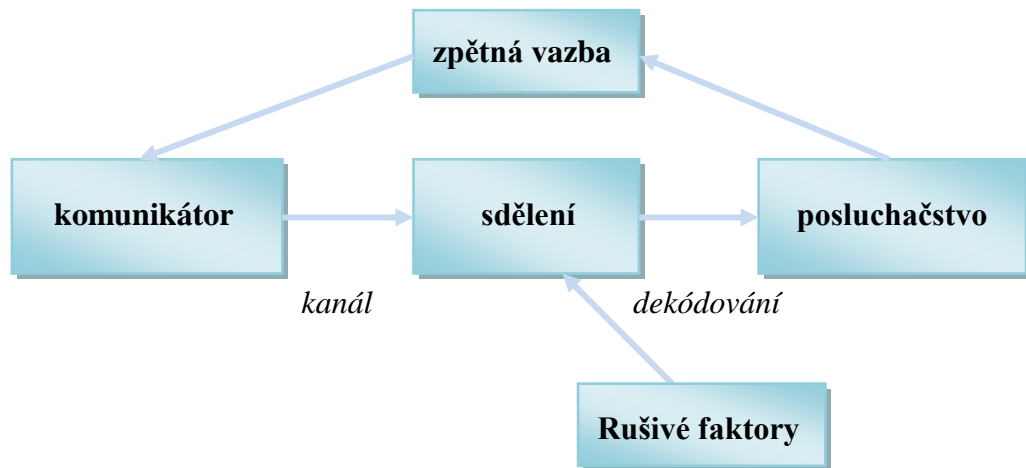 zpětná vazba
komunikátor
sdělení
posluchačstvo
kanál
dekódování
Rušivé faktory